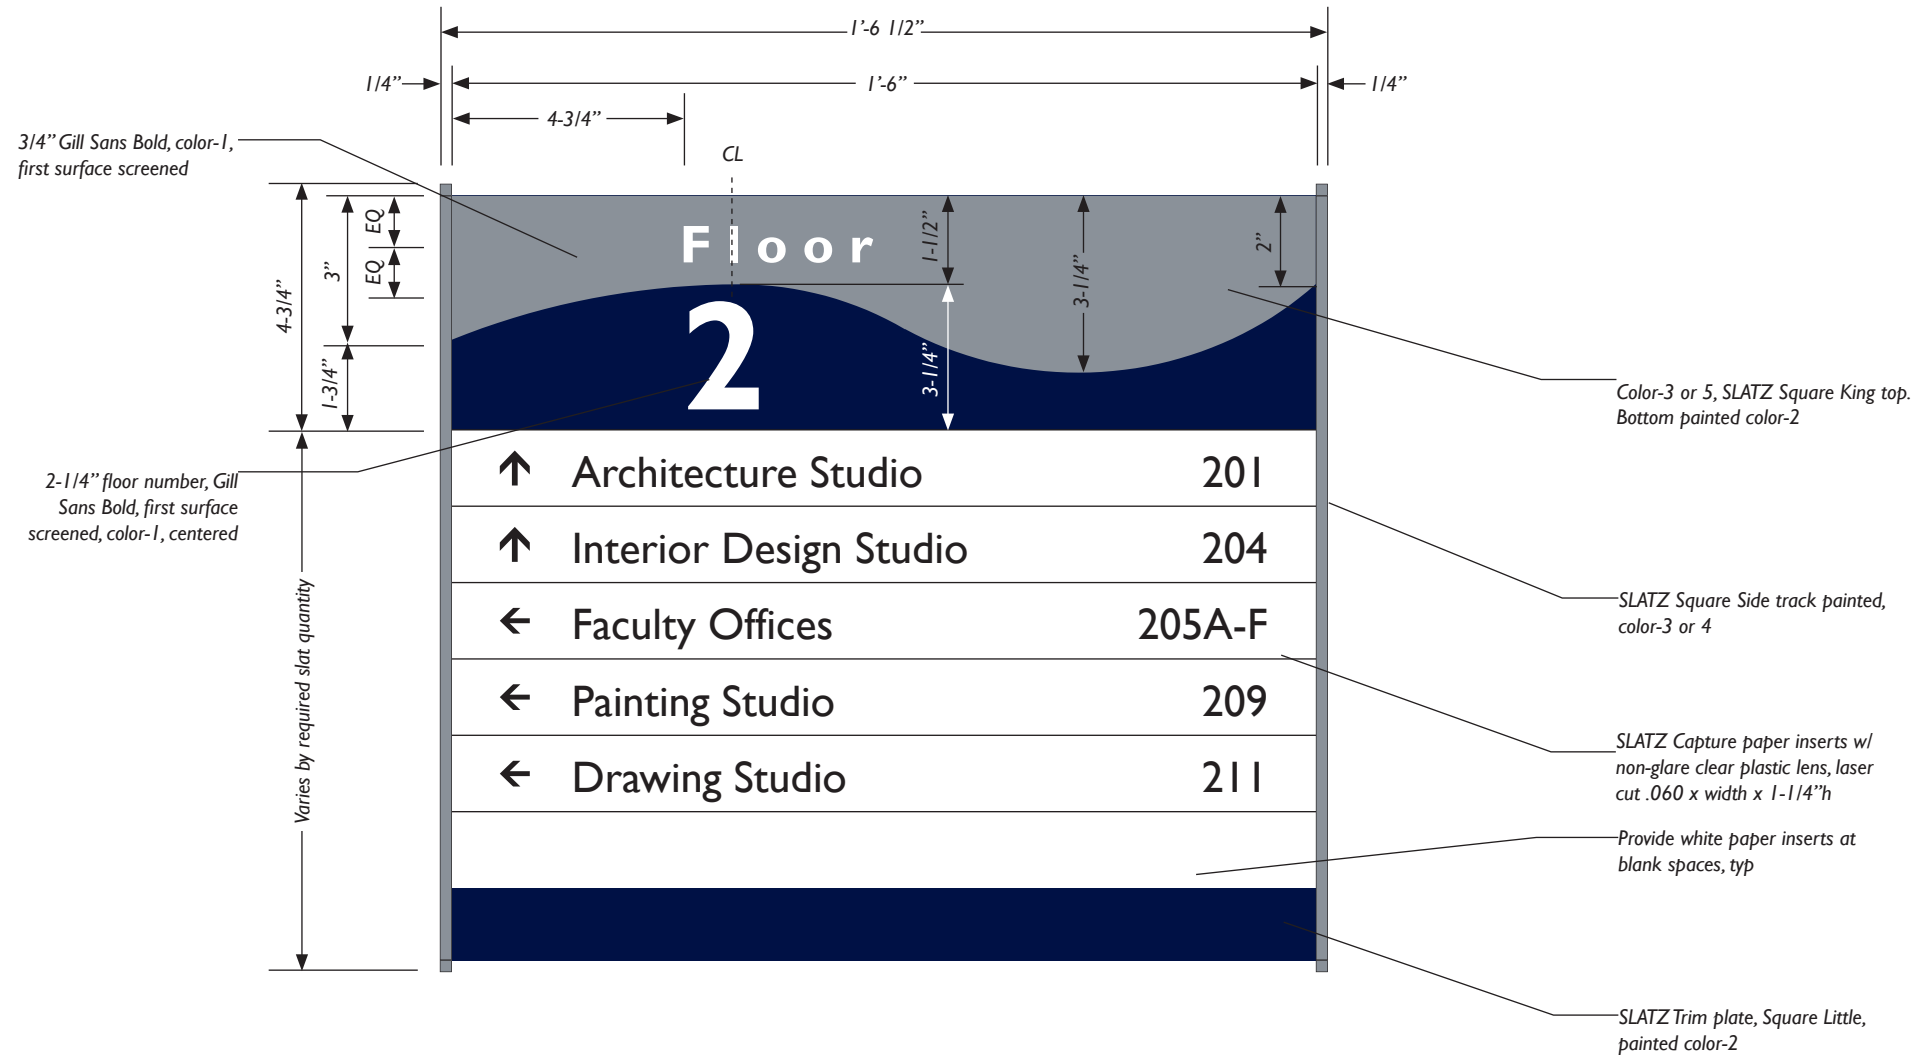 1’-6 1/2”
1/4”
1’-6”
1/4”
4-3/4”
3/4” Gill Sans Bold, color-1,
first surface screened
CL
EQ
EQ
3”
4-3/4”
1-3/4”
Floor
2
1-1/2”
3-1/4”
3-1/4”
2”
Color-3 or 5, SLATZ Square King top.
Bottom painted color-2
2-1/4” floor number, Gill
Sans Bold, first surface
screened, color-1, centered
Varies by required slat quantity
↑ Architecture Studio 201
↑ Interior Design Studio 204
← Faculty Offices 205A-F
← Painting Studio 209
← Drawing Studio 211
SLATZ Square Side track painted,
color-3 or 4
SLATZ Capture paper inserts w/
non-glare clear plastic lens, laser
cut .060 x width x 1-1/4”h
Provide white paper inserts at
blank spaces, typ
SLATZ Trim plate, Square Little,
painted color-2